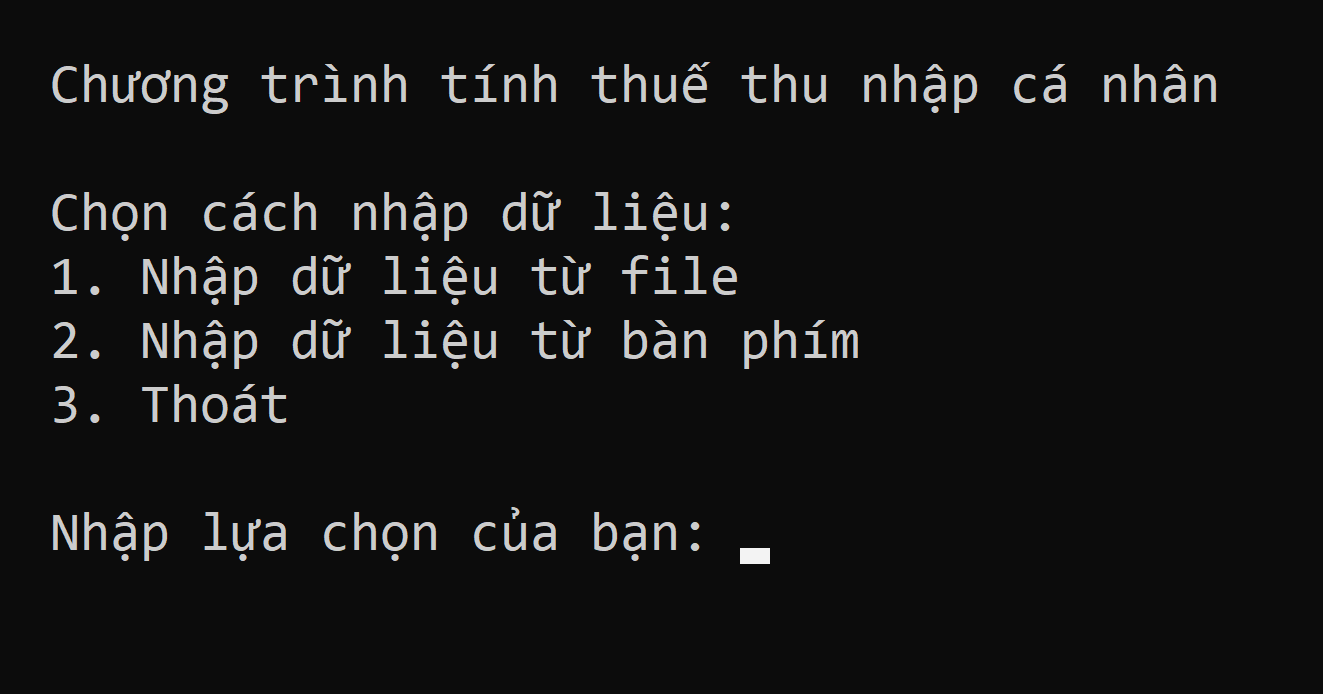 Chương trình tính thuế thu nhập cá nhân
Chọn cách nhập dữ liệu:
1. Nhập dữ liệu từ file
2. Nhập dữ liệu từ bàn phím
3. Thoát
Nhập lựa chọn của bạn: